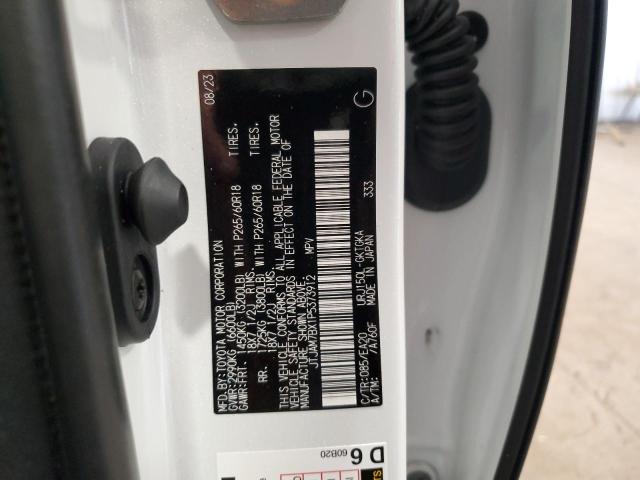 MFD.BY:TOYOTA MOTOR CORPORATION 08/23
GVWR:2990KG (6600LB)
GAWR:FRT. 1450KG (3200LB) WITH P265/60R18 TIRES.
18X7 1/2J RIMS.
RR. 1725KG (3800LB) WITH P265/60R18 TIRES.
18X7 1/2J RIMS.
THIS VEHICLE CONFORMS TO ALL APPLICABLE FEDERAL MOTOR
VEHICLE SAFETY STANDARDS IN EFFECT ON THE DATE OF
MANUFACTURE SHOWN ABOVE.
JTJAM7BX1P5373912 MPV
C/TR:085/EA20 URJ150L-GKTGKA
A/TM: /A760F MADE IN JAPAN 333
G
D6
60B20